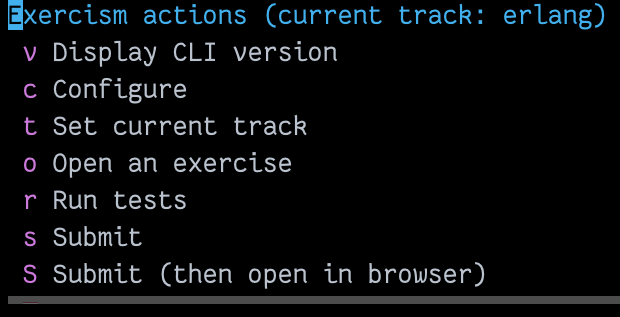 Exercism actions (current track: erlang)
v Display CLI version
c Configure
t Set current track
o Open an exercise
r Run tests
s Submit
S Submit (then open in browser)